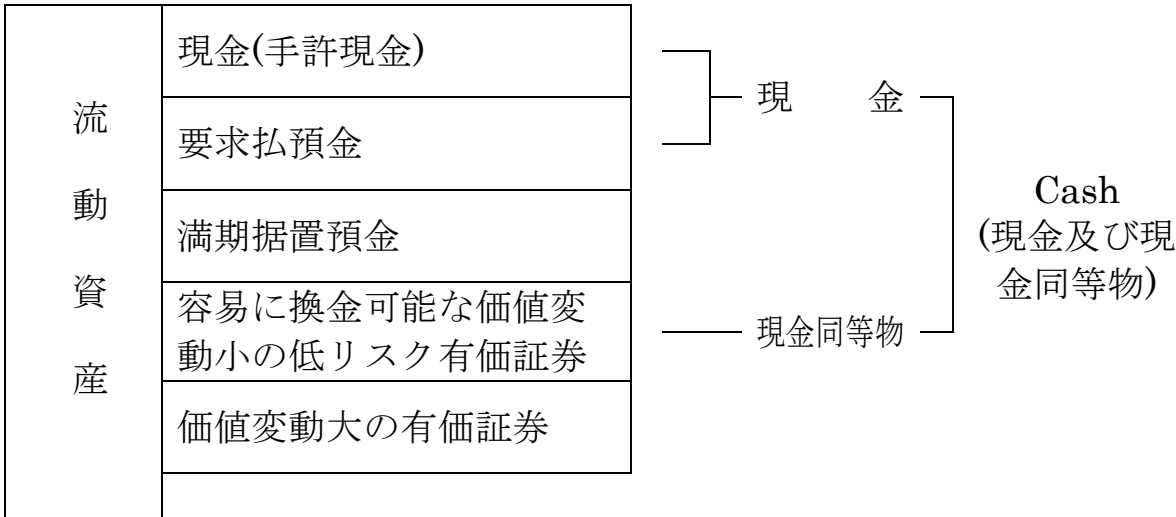 流動資産
現金(手許現金)
要求払預金
満期据置預金
容易に換金可能な価値変
動小の低リスク有価証券
価値変動大の有価証券
現　金
現金同等物
Cash
(現金及び現
金同等物)